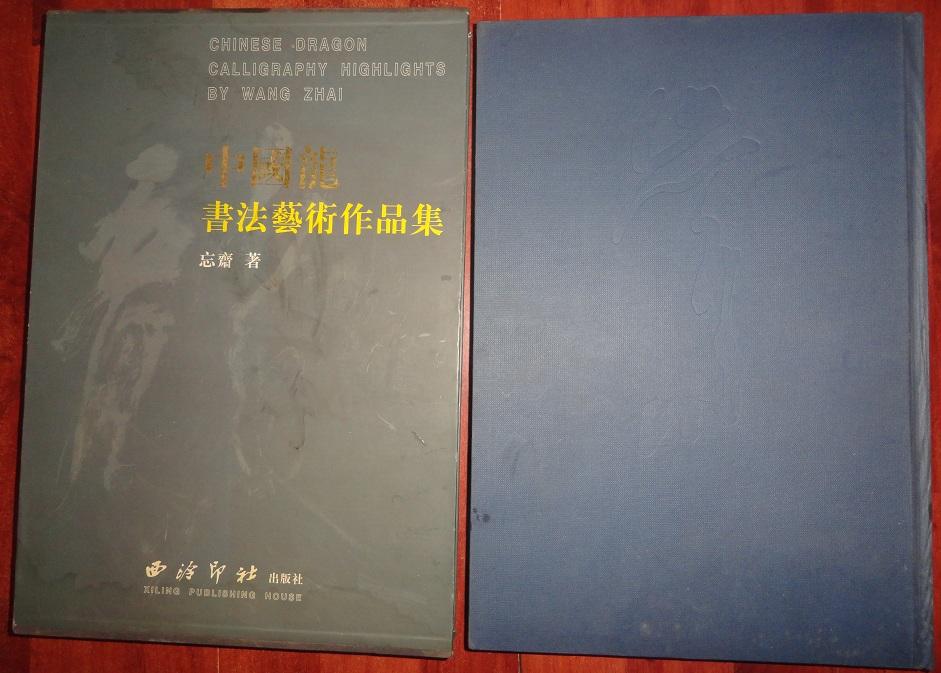 CHINESE DRAGON
CALLIGRAPHY HIGHLIGHTS
BY WANG ZHAI
中國龍
書法藝術作品集
忘齋 著
西泠印社 出版社
XILING PUBLISHING HOUSE